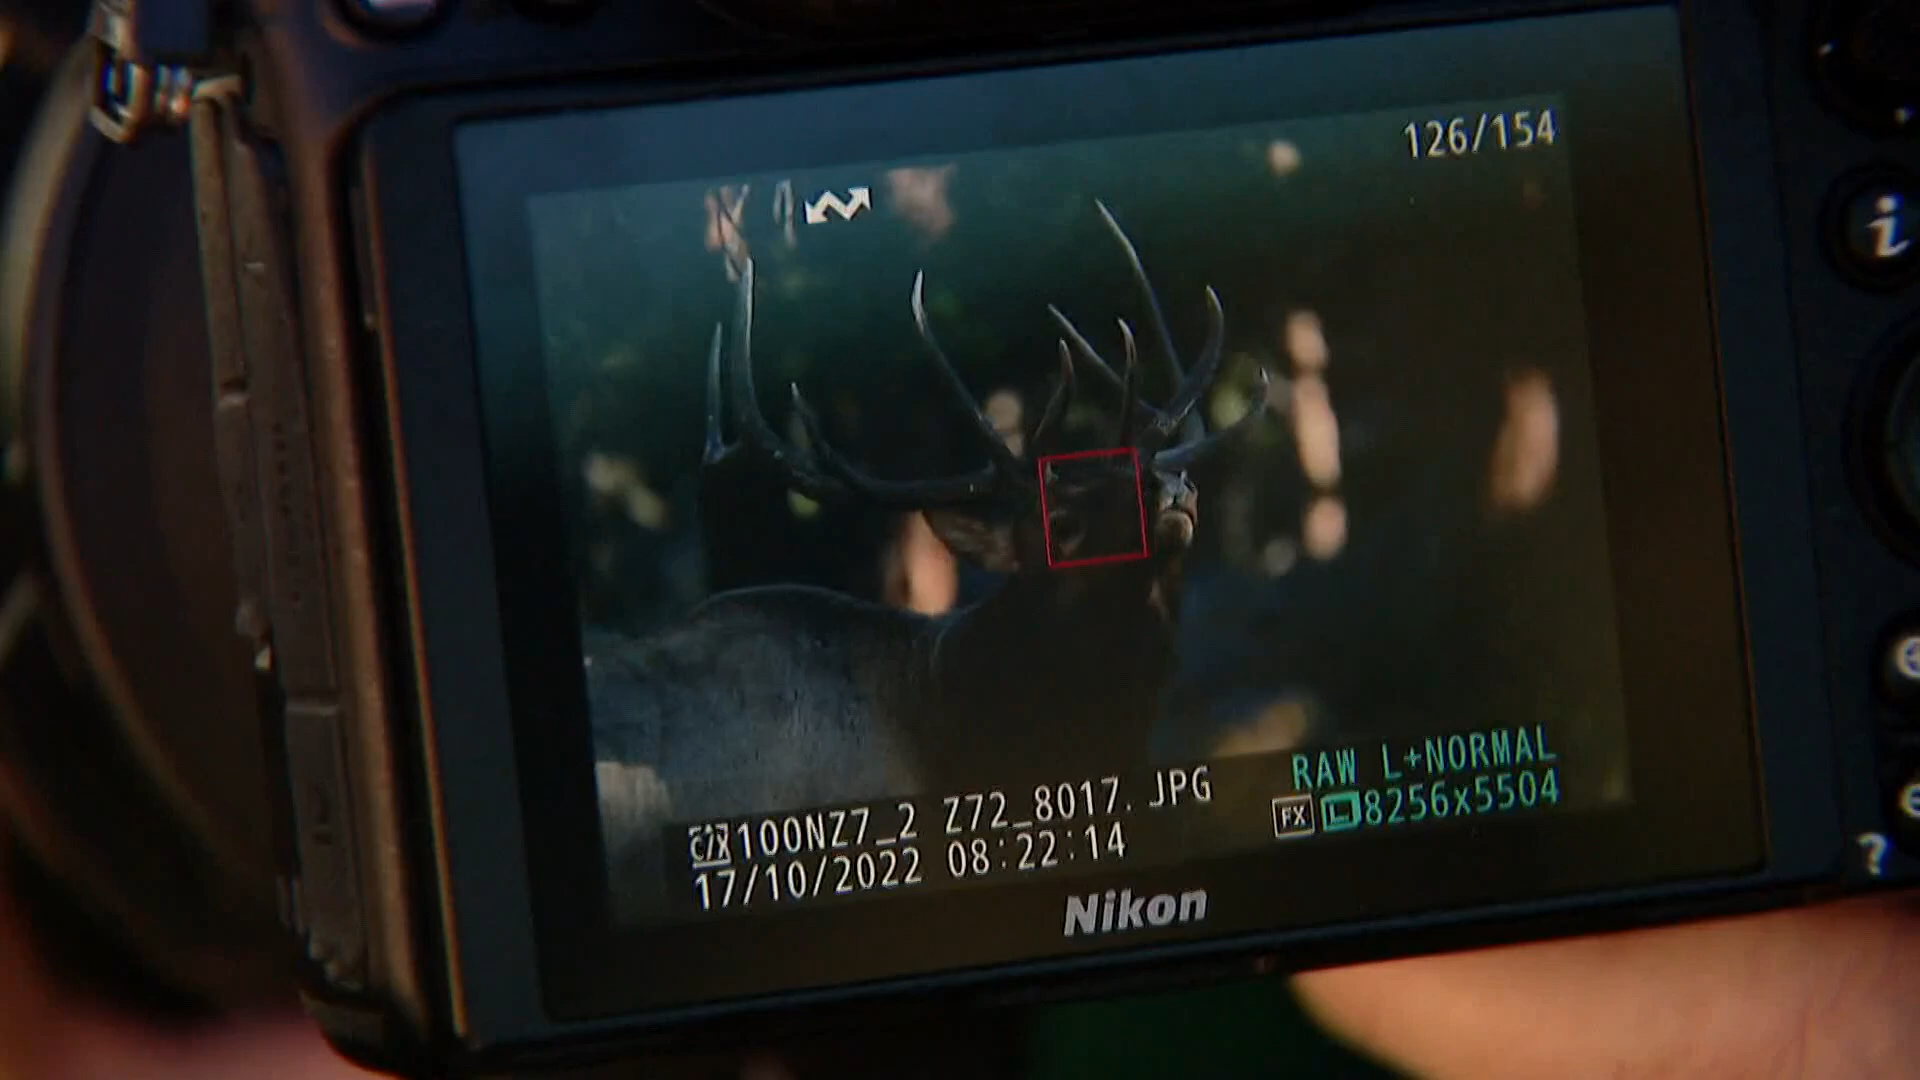 126/154
i
RAW L+NORMAL
FX L 8256x5504
100NZ7_2 Z72_8017.JPG
17/10/2022 08:22:14
Nikon
?